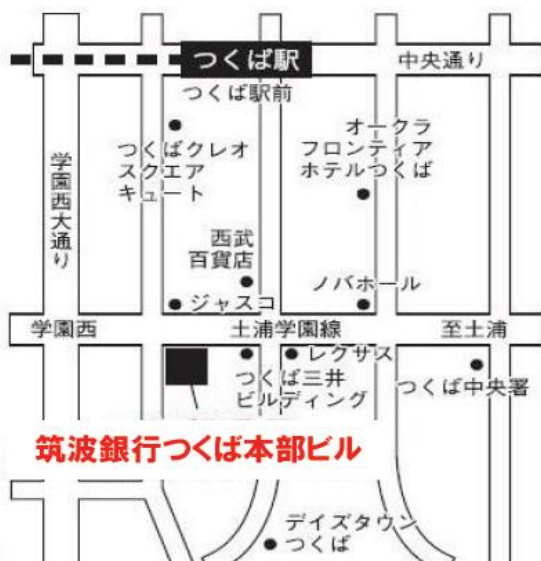 つくば駅
中央通り
つくば駅前
つくばクレオ
スクエア
キュート
オークラ
フロンティア
ホテルつくば
学園西大通り
西武
百貨店
ノバホール
ジャスコ
学園西
土浦学園線
至土浦
レクサス
つくば三井
ビルディング
つくば中央署
筑波銀行つくば本部ビル
デイズタウン
つくば